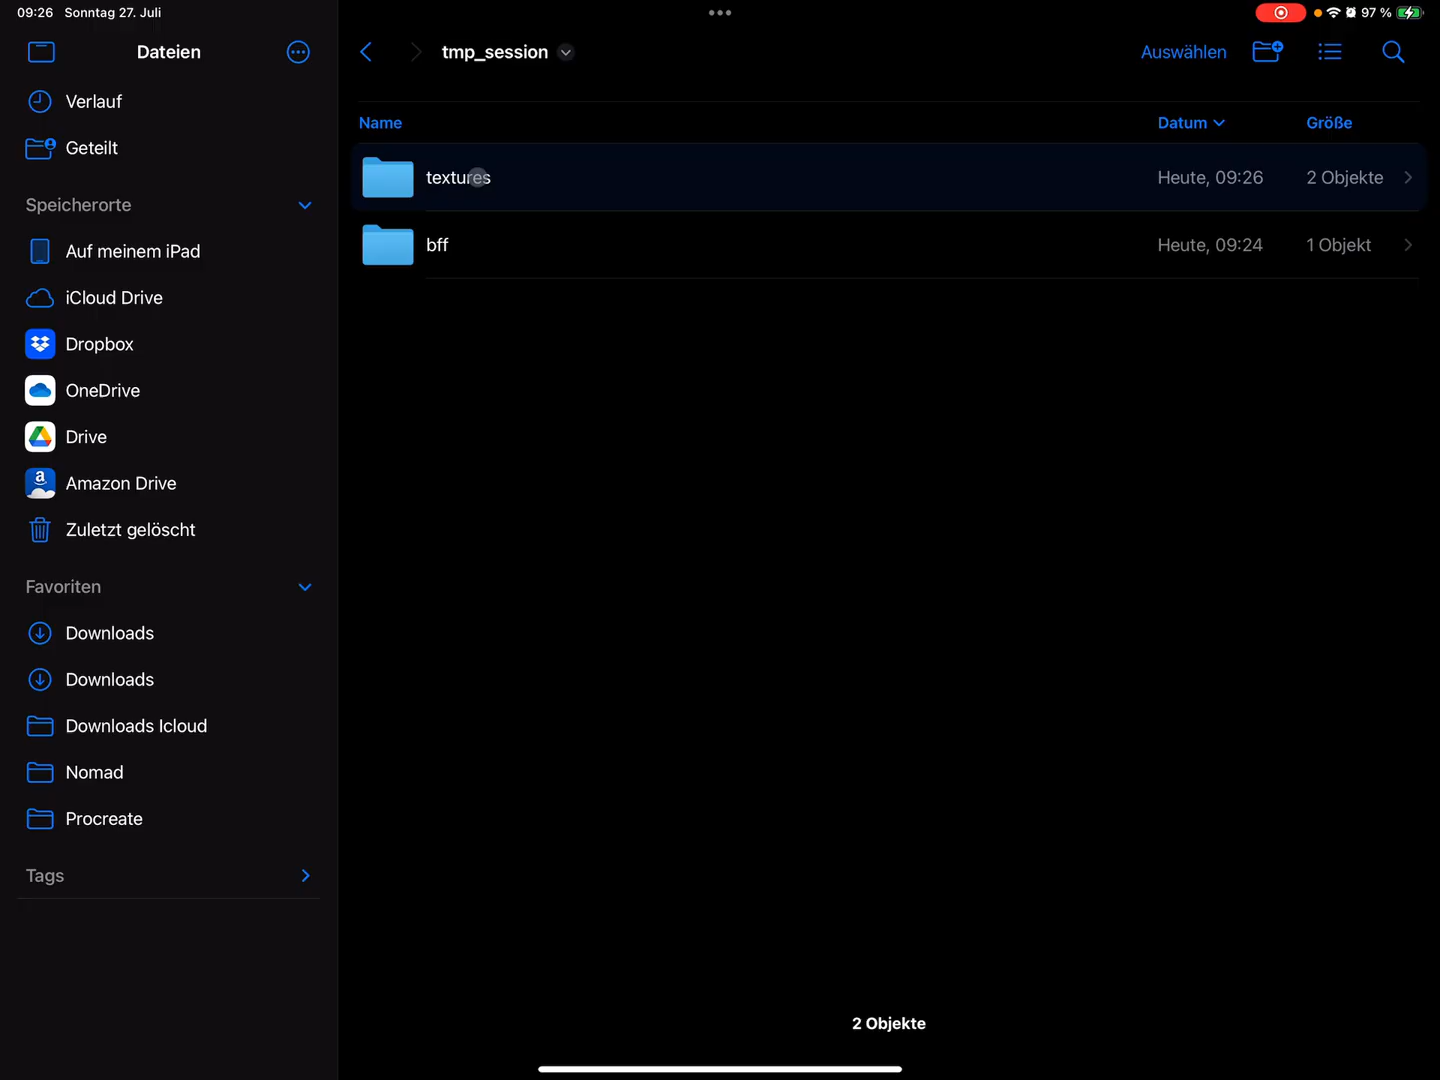 09:26 Sonntag 27. Juli
97 %
Dateien
Verlauf
Geteilt
Speicherorte
Auf meinem iPad
iCloud Drive
Dropbox
OneDrive
Drive
Amazon Drive
Zuletzt gelöscht
Favoriten
Downloads
Downloads
Downloads Icloud
Nomad
Procreate
Tags
tmp_session
Auswählen
Name Datum Größe
textures Heute, 09:26 2 Objekte
bff Heute, 09:24 1 Objekt
2 Objekte